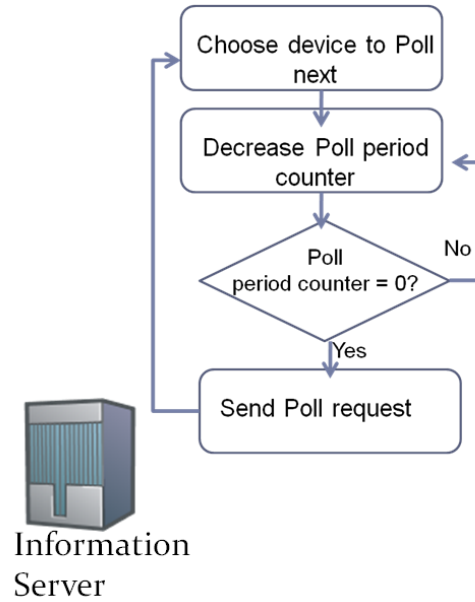 Choose device to Poll
next
Decrease Poll period
counter
Poll
period counter = 0?
No
Yes
Send Poll request
Information
Server